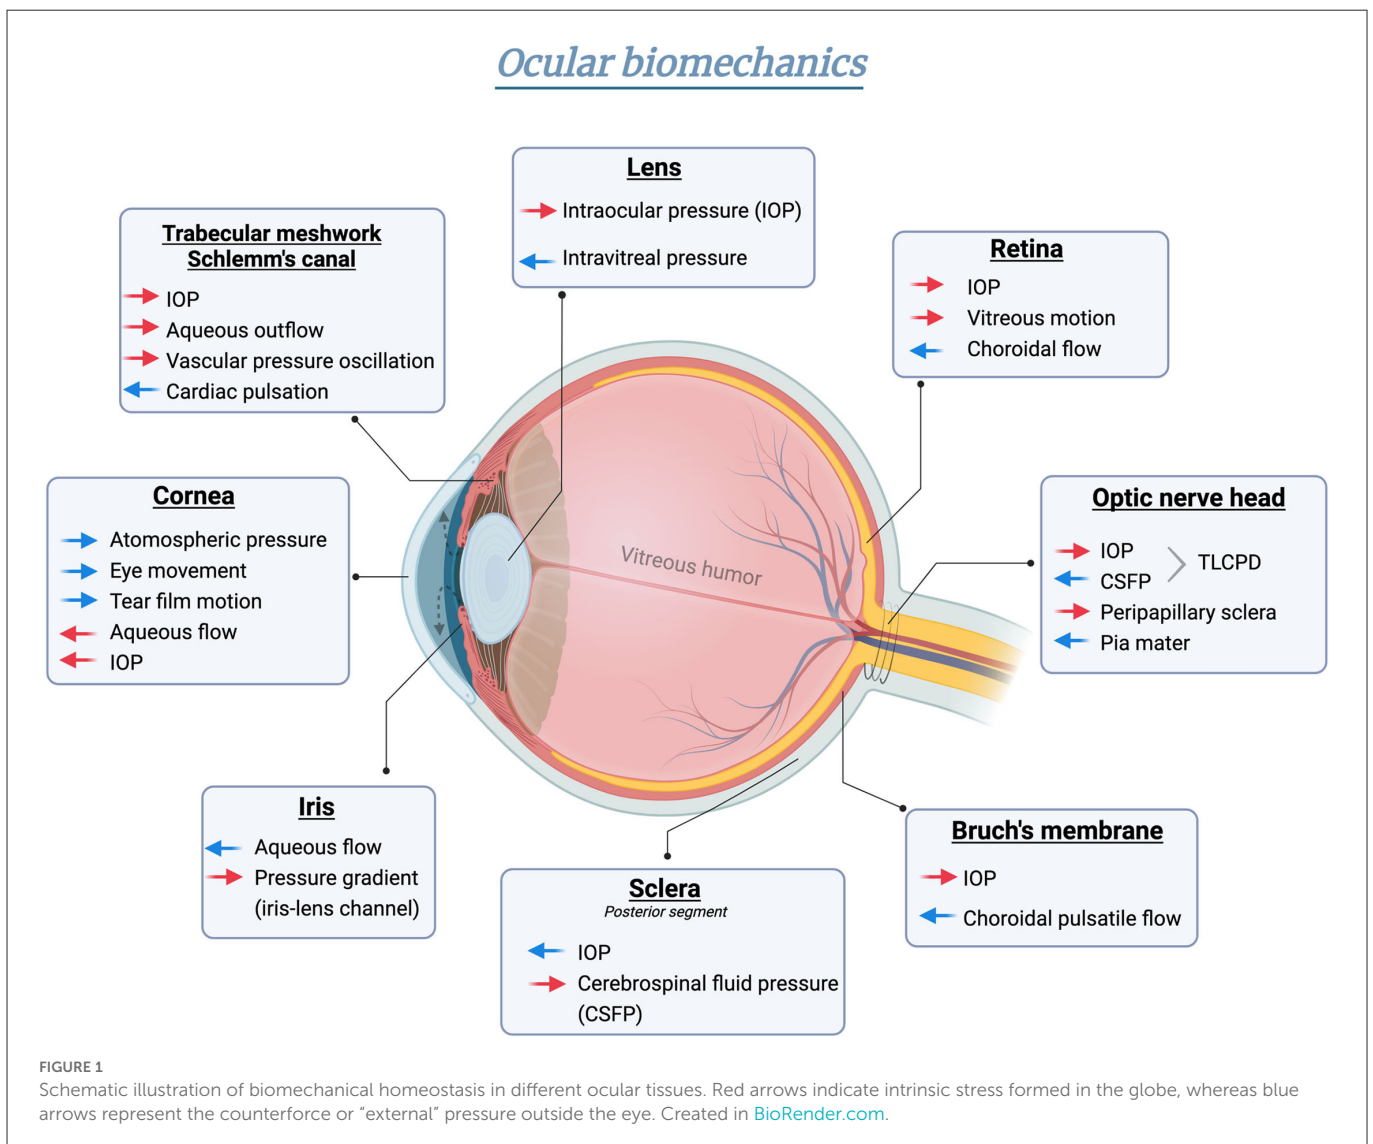 Ocular biomechanics
Lens
Intraocular pressure (IOP)
Intravitreal pressure
Trabecular meshwork
Schlemm's canal
IOP
Aqueous outflow
Vascular pressure oscillation
Cardiac pulsation
Retina
IOP
Vitreous motion
Choroidal flow
Cornea
Atomospheric pressure
Eye movement
Tear film motion
Aqueous flow
IOP
Vitreous humor
Optic nerve head
IOP
CSFP
TLCPD
Peripapillary sclera
Pia mater
Iris
Aqueous flow
Pressure gradient
(iris-lens channel)
Sclera
Posterior segment
IOP
Cerebrospinal fluid pressure
(CSFP)
Bruch's membrane
IOP
Choroidal pulsatile flow
FIGURE 1
Schematic illustration of biomechanical homeostasis in different ocular tissues. Red arrows indicate intrinsic stress formed in the globe, whereas blue
arrows represent the counterforce or “external” pressure outside the eye. Created in BioRender.com.